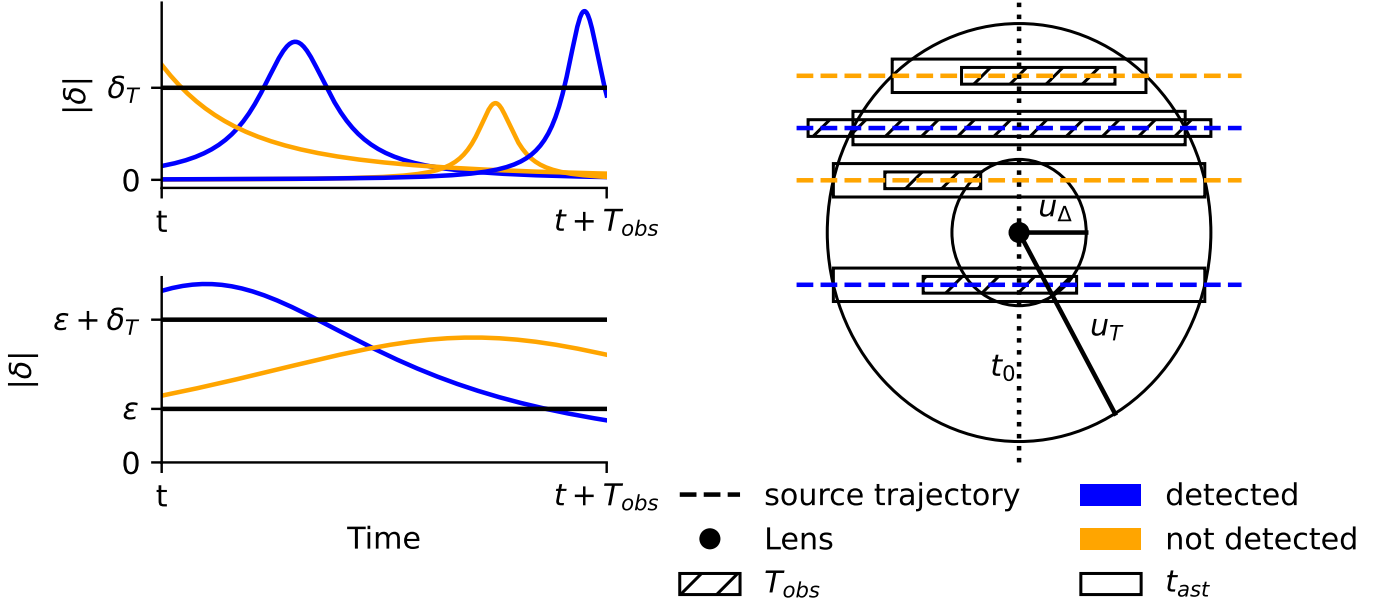 |δ|
δ_T
0
t
t + T_obs
|δ|
ε + δ_T
ε
0
t
t + T_obs
Time
u_Δ
u_T
t_0
source trajectory
Lens
T_obs
detected
not detected
t_ast